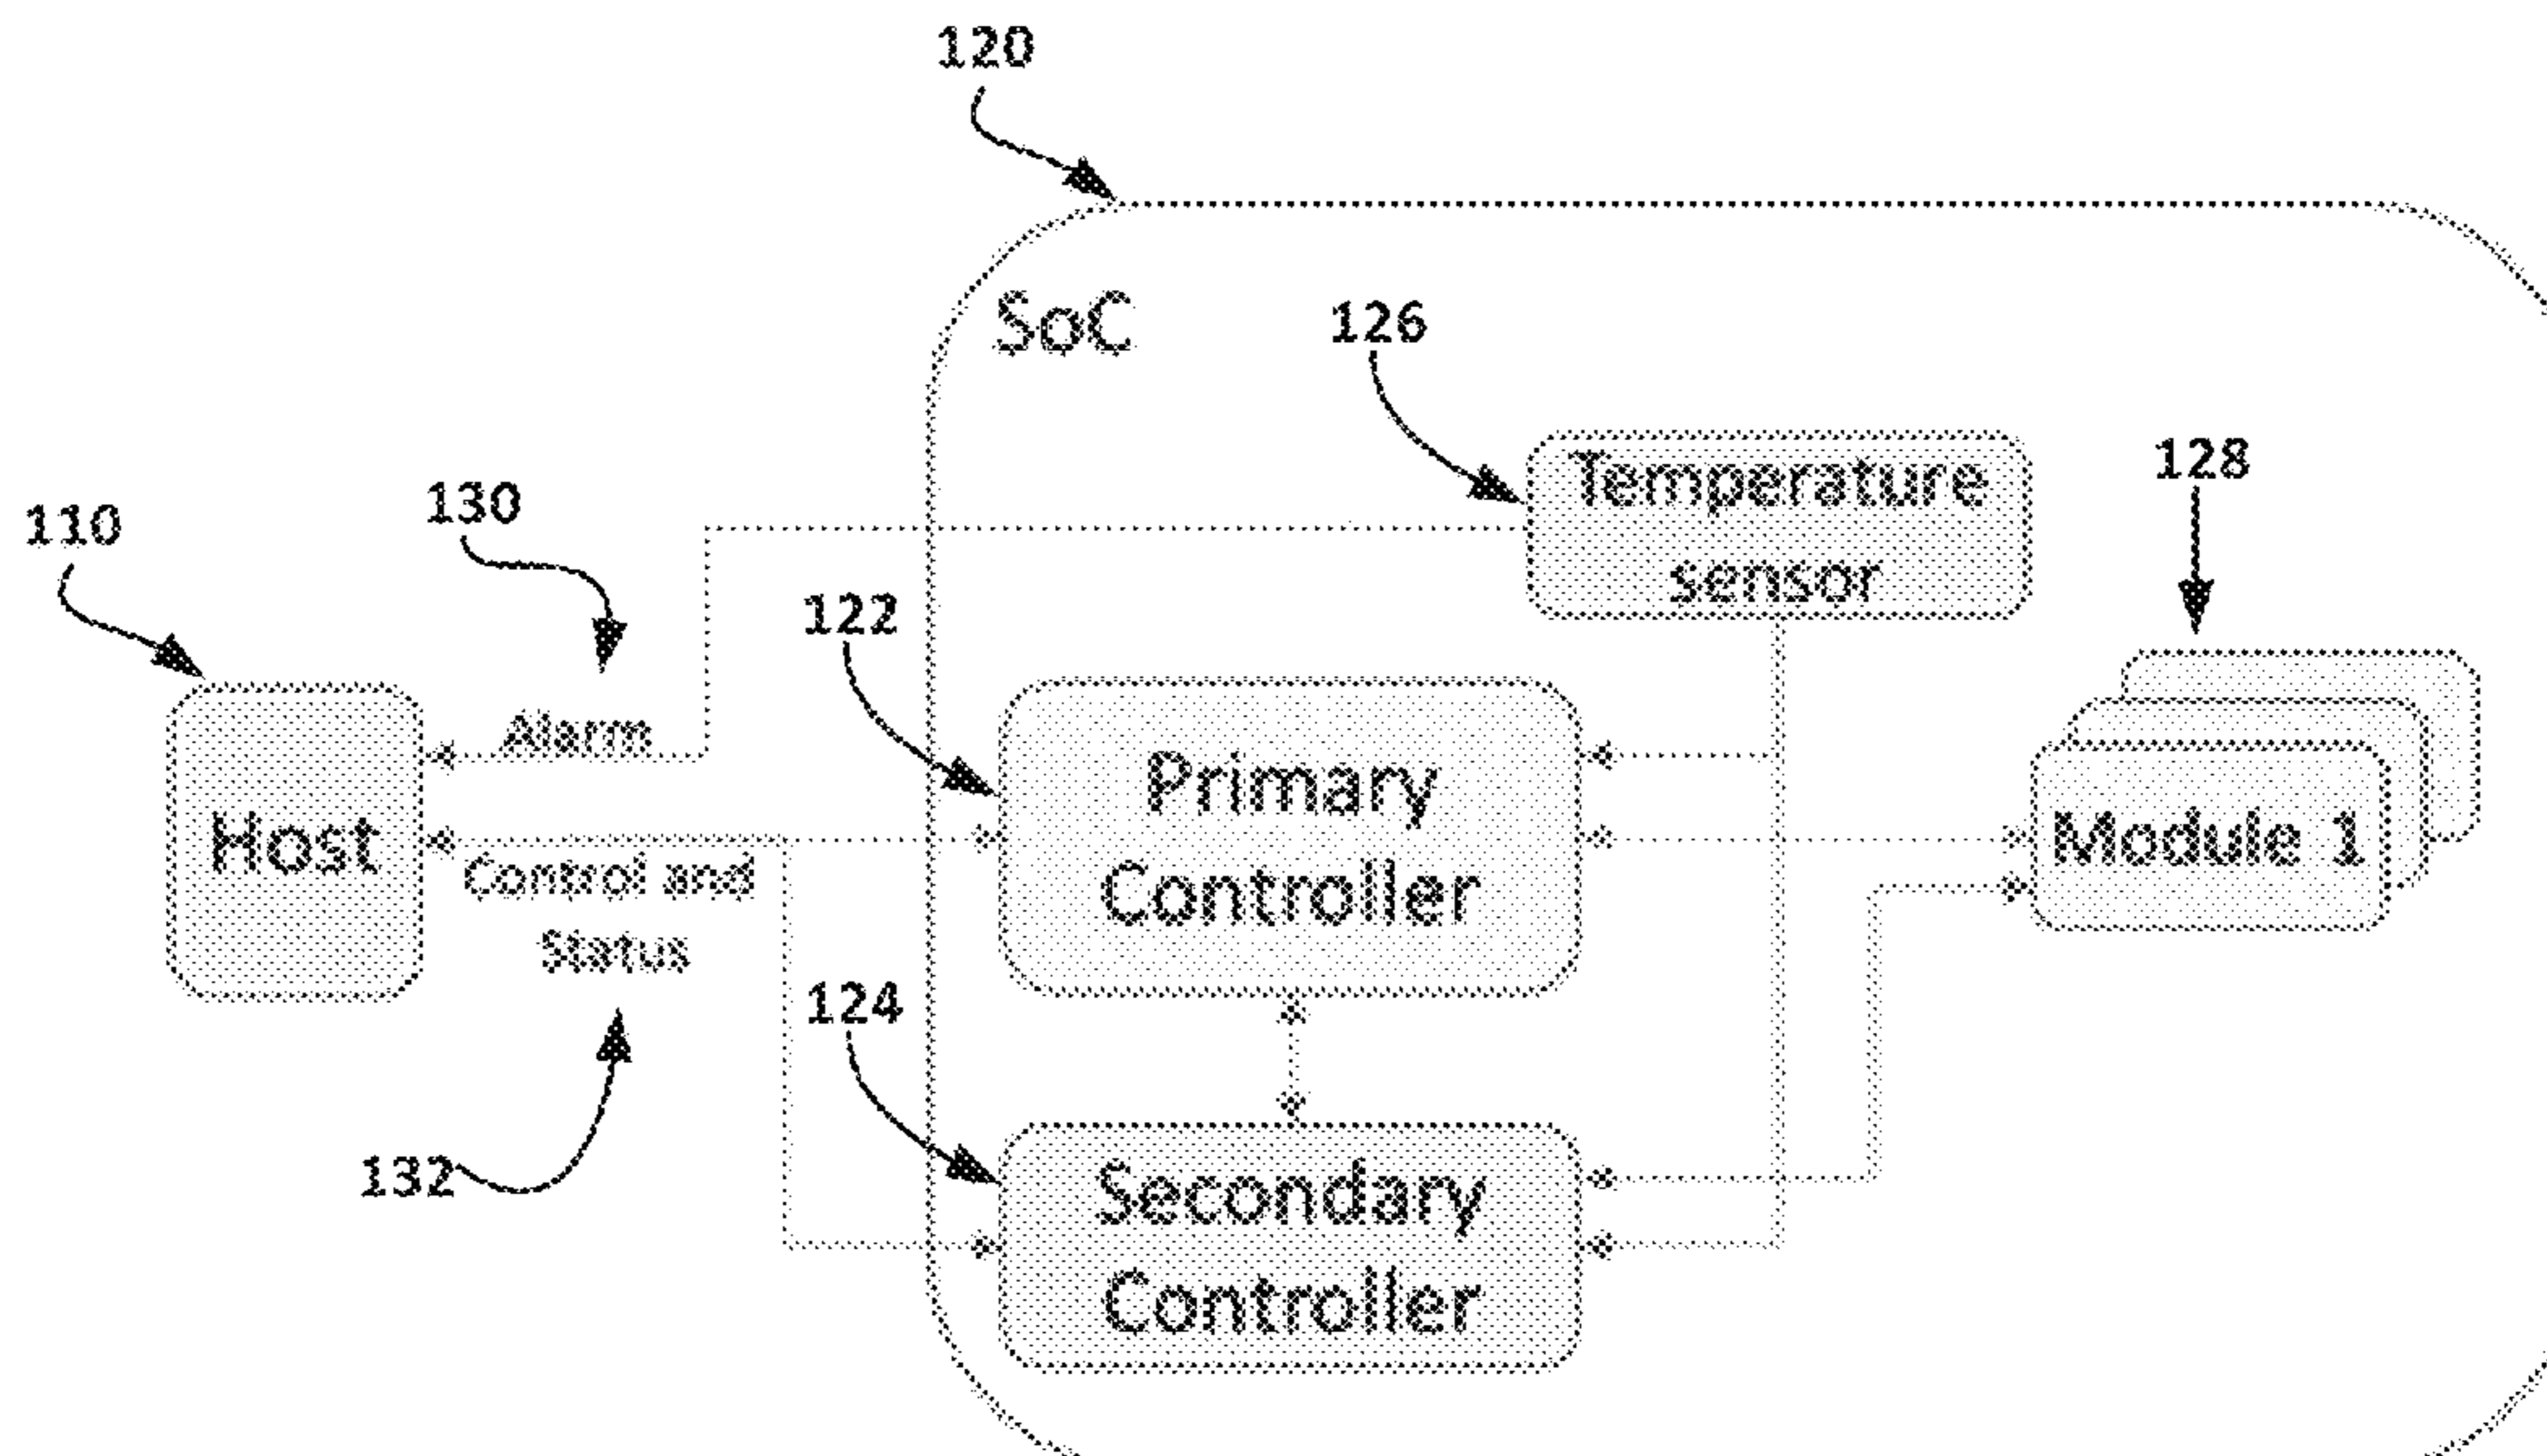 120
SoC
126
Temperature
sensor
128
110
130
122
Alarm
Host
Control and
Status
Primary
Controller
Module 1
124
132
Secondary
Controller